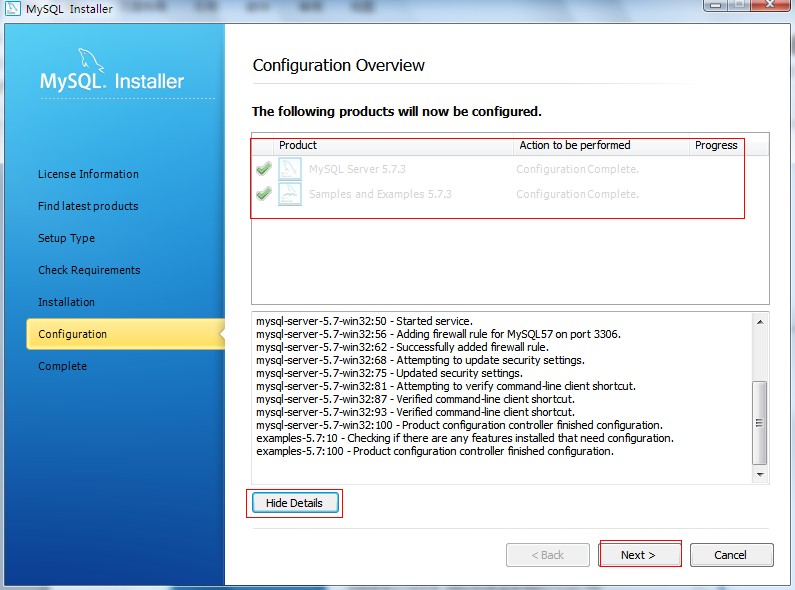 MySQL Installer
MySQL. Installer
License Information
Find latest products
Setup Type
Check Requirements
Installation
Configuration
Complete
Configuration Overview
The following products will now be configured.
Product Action to be performed Progress
MySQL Server 5.7.3 Configuration Complete.
Samples and Examples 5.7.3 Configuration Complete.
mysql-server-5.7-win32:50 - Started service.
mysql-server-5.7-win32:56 - Adding firewall rule for MySQL57 on port 3306.
mysql-server-5.7-win32:62 - Successfully added firewall rule.
mysql-server-5.7-win32:68 - Attempting to update security settings.
mysql-server-5.7-win32:75 - Updated security settings.
mysql-server-5.7-win32:81 - Attempting to verify command-line client shortcut.
mysql-server-5.7-win32:87 - Verified command-line client shortcut.
mysql-server-5.7-win32:93 - Verified command-line client shortcut.
mysql-server-5.7-win32:100 - Product configuration controller finished configuration.
examples-5.7:10 - Checking if there are any features installed that need configuration.
examples-5.7:100 - Product configuration controller finished configuration.
Hide Details
< Back Next > Cancel